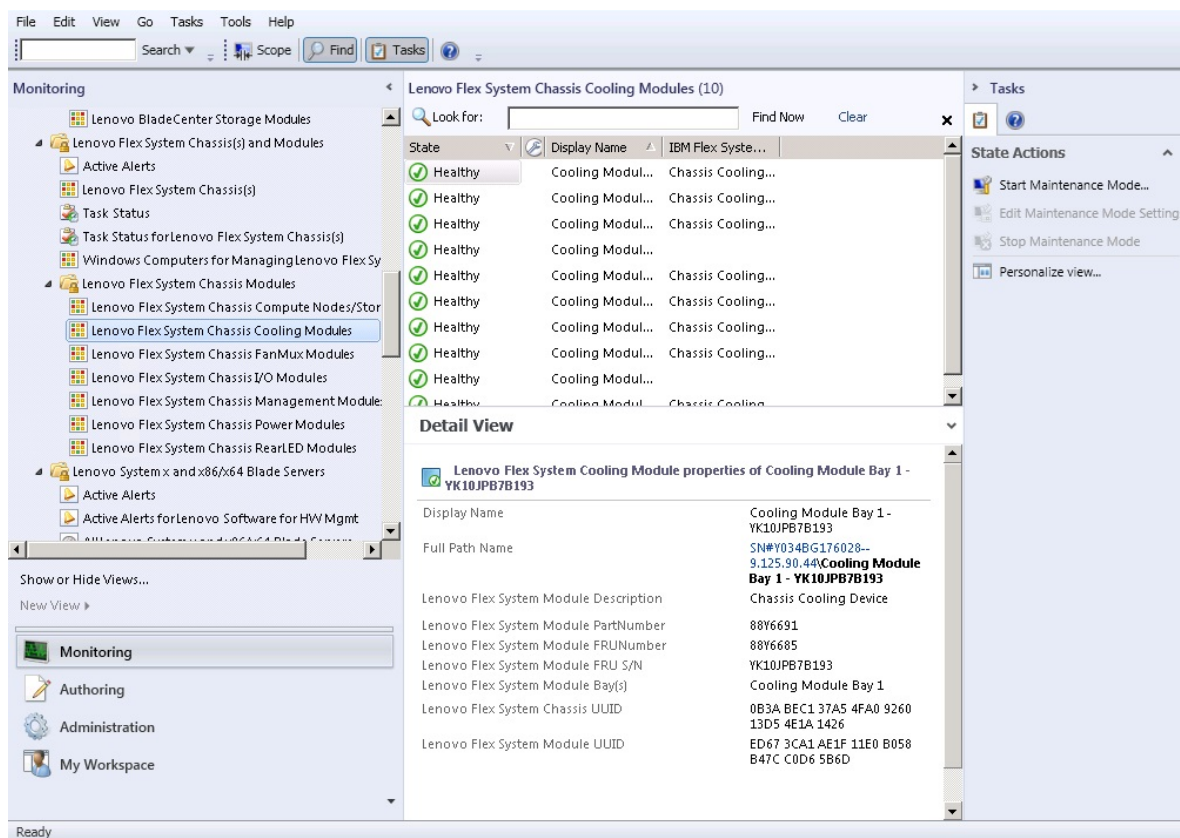 File Edit View Go Tasks Tools Help
Search Scope Find Tasks
Monitoring
Lenovo BladeCenter Storage Modules
Lenovo Flex System Chassis(s) and Modules
Active Alerts
Lenovo Flex System Chassis(s)
Task Status
Task Status for Lenovo Flex System Chassis(s)
Windows Computers for Managing Lenovo Flex Sy
Lenovo Flex System Chassis Modules
Lenovo Flex System Chassis Compute Nodes/Stor
Lenovo Flex System Chassis Cooling Modules
Lenovo Flex System Chassis FanMux Modules
Lenovo Flex System Chassis I/O Modules
Lenovo Flex System Chassis Management Module:
Lenovo Flex System Chassis Power Modules
Lenovo Flex System Chassis RearLED Modules
Lenovo System x and x86/x64 Blade Servers
Active Alerts
Active Alerts for Lenovo Software for HW Mgmt
Show or Hide Views...
New View
Monitoring
Authoring
Administration
My Workspace
Lenovo Flex System Chassis Cooling Modules (10)
Look for: Find Now Clear
State Display Name IBM Flex Syste...
Healthy Cooling Modul... Chassis Cooling...
Healthy Cooling Modul... Chassis Cooling...
Healthy Cooling Modul... Chassis Cooling...
Healthy Cooling Modul...
Healthy Cooling Modul... Chassis Cooling...
Healthy Cooling Modul... Chassis Cooling...
Healthy Cooling Modul... Chassis Cooling...
Healthy Cooling Modul... Chassis Cooling...
Healthy Cooling Modul...
Healthy Cooling Modul Chassis Cooling
Detail View
Lenovo Flex System Cooling Module properties of Cooling Module Bay 1 -
YK10JPB7B193
Display Name Cooling Module Bay 1 -
YK10JPB7B193
Full Path Name SN#Y034BG176028--
9.125.90.44\Cooling Module
Bay 1 - YK10JPB7B193
Lenovo Flex System Module Description Chassis Cooling Device
Lenovo Flex System Module PartNumber 88Y6691
Lenovo Flex System Module FRUNumber 88Y6685
Lenovo Flex System Module FRU S/N YK10JPB7B193
Lenovo Flex System Module Bay(s) Cooling Module Bay 1
Lenovo Flex System Chassis UUID 0B3A BEC1 37A5 4FA0 9260
13D5 4E1A 1426
Lenovo Flex System Module UUID ED67 3CA1 AE1F 11E0 B058
B47C C0D6 5B6D
Tasks
State Actions
Start Maintenance Mode...
Edit Maintenance Mode Setting
Stop Maintenance Mode
Personalize view...
Ready